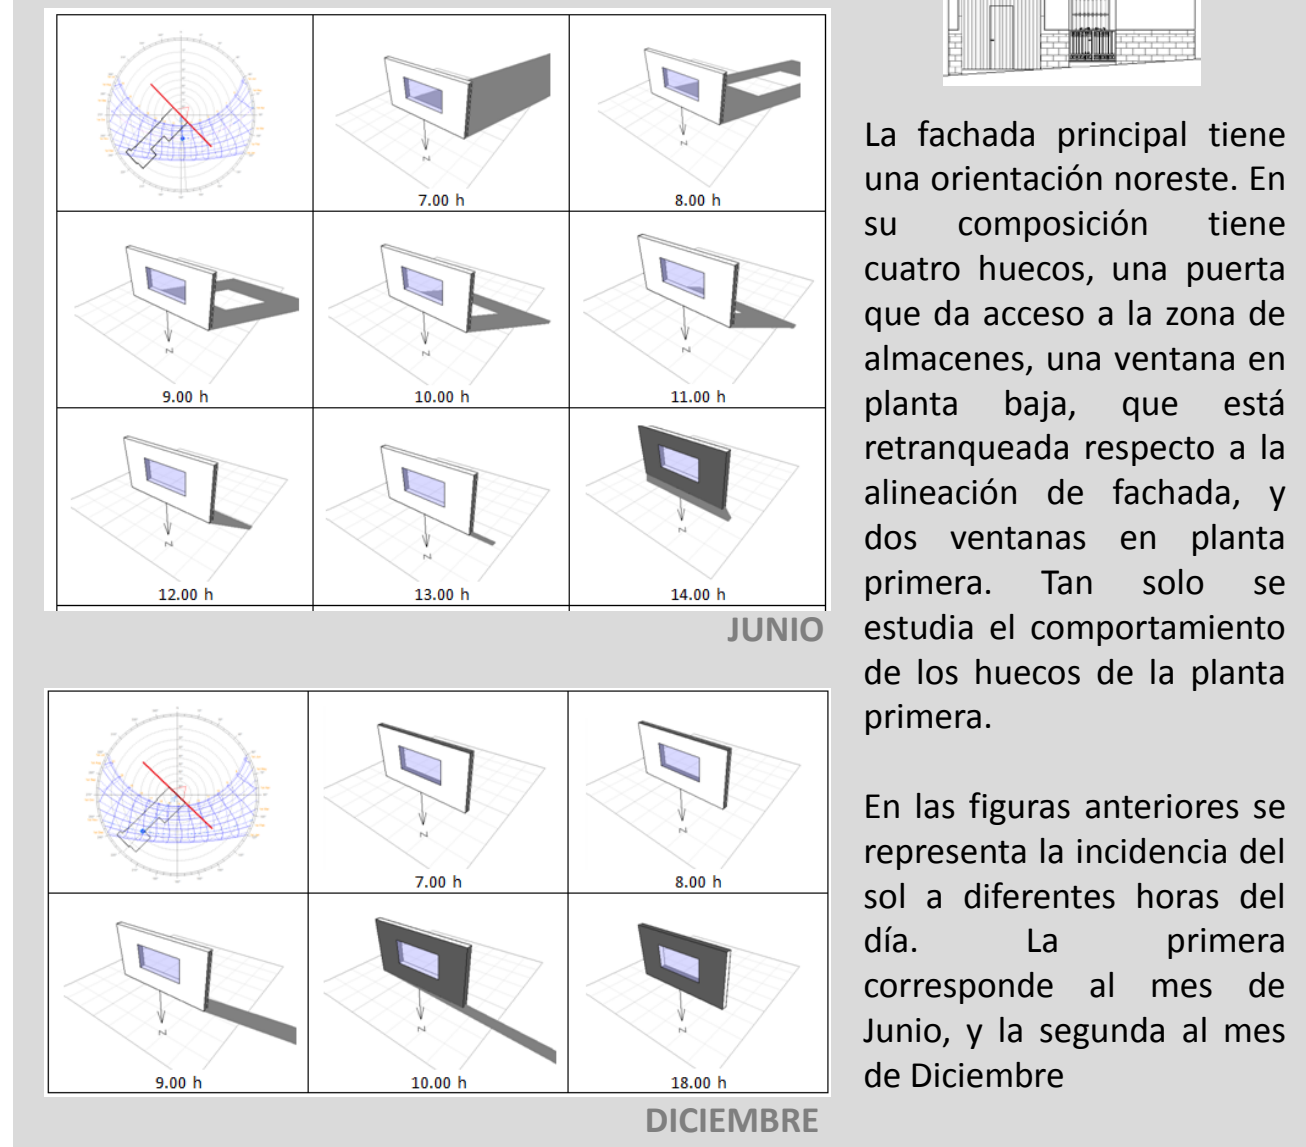 7.00 h
8.00 h
9.00 h
10.00 h
11.00 h
12.00 h
13.00 h
14.00 h
JUNIO
7.00 h
8.00 h
9.00 h
10.00 h
18.00 h
DICIEMBRE
La fachada principal tiene
una orientación noreste. En
su composición tiene
cuatro huecos, una puerta
que da acceso a la zona de
almacenes, una ventana en
planta baja, que está
retranqueada respecto a la
alineación de fachada, y
dos ventanas en planta
primera. Tan solo se
estudia el comportamiento
de los huecos de la planta
primera.
En las figuras anteriores se
representa la incidencia del
sol a diferentes horas del
día. La primera
corresponde al mes de
Junio, y la segunda al mes
de Diciembre